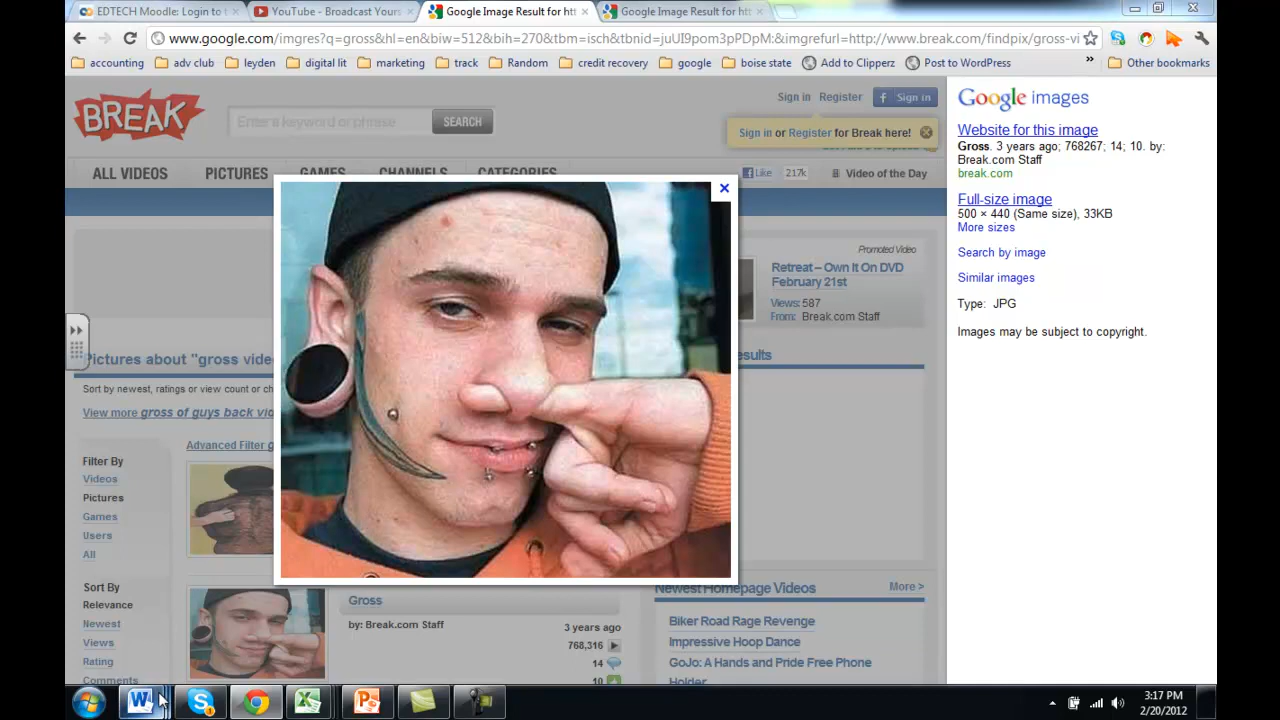 EDTECH Moodle: Login to t
YouTube - Broadcast Yours
Google Image Result for htt
Google Image Result for htt
www.google.com/imgres?q=gross&hl=en&biw=512&bih=270&tbm=isch&tbnid=juUI9pom3pPDpM:&imgrefurl=http://www.break.com/findpix/gross-vi
accounting
adv club
leyden
digital lit
marketing
track
Random
credit recovery
google
boise state
Add to Clipperz
Post to WordPress
»
Other bookmarks
BREAK
Enter a keyword or phrase
SEARCH
Sign in Register
Sign in
Sign in or Register for Break here!
ALL VIDEOS PICTURES GAMES CHANNELS CATEGORIES
Like 217k
Video of the Day
Google images
Website for this image
Gross. 3 years ago; 768267; 14; 10. by:
Break.com Staff
break.com
Full-size image
500 × 440 (Same size), 33KB
More sizes
Search by image
Similar images
Type: JPG
Images may be subject to copyright.
Promoted Video
Retreat – Own It On DVD
February 21st
Views: 587
From: Break.com Staff
Pictures about "gross vide
Sort by newest, ratings or view count or ch
View more gross of guys back vid
Advanced Filter
Filter By
Videos
Pictures
Games
Users
All
Sort By
Relevance
Newest
Views
Rating
Comments
Gross
by: Break.com Staff
3 years ago
768,316
14
10
Newest Homepage Videos
More >
Biker Road Rage Revenge
Impressive Hoop Dance
GoJo: A Hands and Pride Free Phone
Holder
3:17 PM
2/20/2012